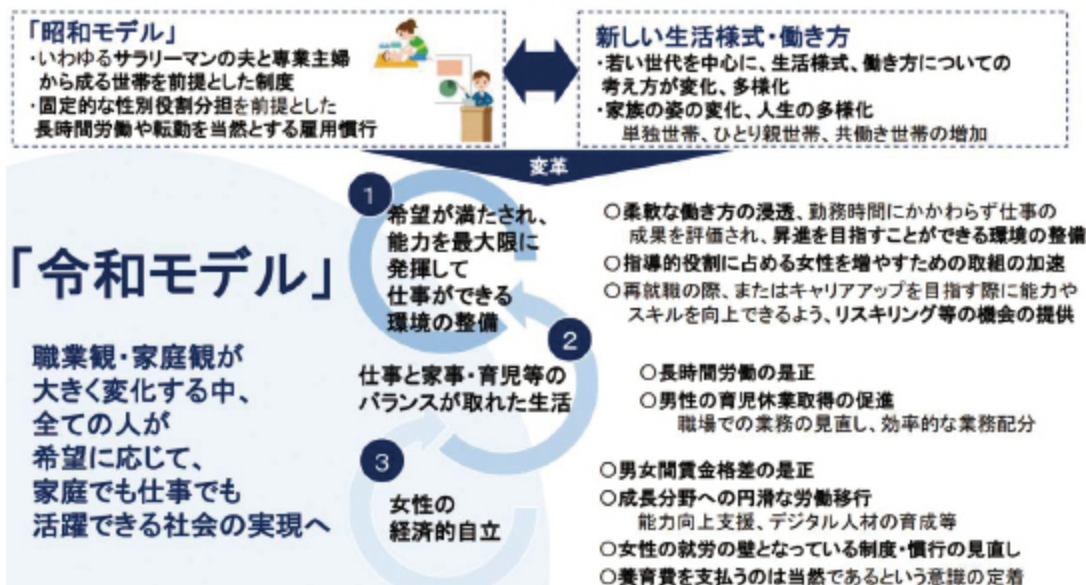 「昭和モデル」
・いわゆるサラリーマンの夫と専業主婦
から成る世帯を前提とした制度
・固定的な性別役割分担を前提とした
長時間労働や転勤を当然とする雇用慣行
新しい生活様式・働き方
・若い世代を中心に、生活様式、働き方についての
考え方が変化、多様化
・家族の姿の変化、人生の多様化
単独世帯、ひとり親世帯、共働き世帯の増加
変革
「令和モデル」
職業観・家庭観が
大きく変化する中、
全ての人が
希望に応じて、
家庭でも仕事でも
活躍できる社会の実現へ
1
希望が満たされ、
能力を最大限に
発揮して
仕事ができる
環境の整備
○柔軟な働き方の浸透、勤務時間にかかわらず仕事の
成果を評価され、昇進を目指すことができる環境の整備
○指導的役割に占める女性を増やすための取組の加速
○再就職の際、またはキャリアアップを目指す際に能力や
スキルを向上できるよう、リスキリング等の機会の提供
2
仕事と家事・育児等の
バランスが取れた生活
○長時間労働の是正
○男性の育児休業取得の促進
職場での業務の見直し、効率的な業務配分
3
女性の
経済的自立
○男女間賃金格差の是正
○成長分野への円滑な労働移行
能力向上支援、デジタル人材の育成等
○女性の就労の壁となっている制度・慣行の見直し
○養育費を支払うのは当然であるという意識の定着